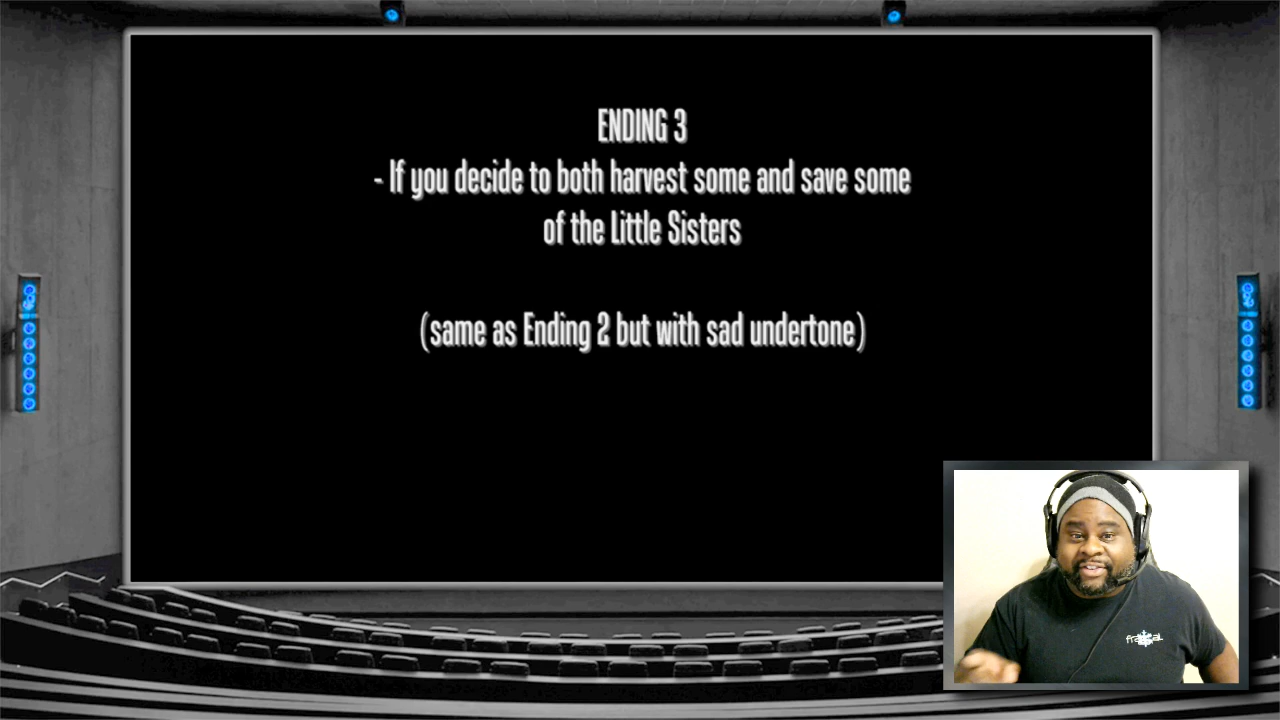 ENDING 3
- If you decide to both harvest some and save some
of the Little Sisters
(same as Ending 2 but with sad undertone)